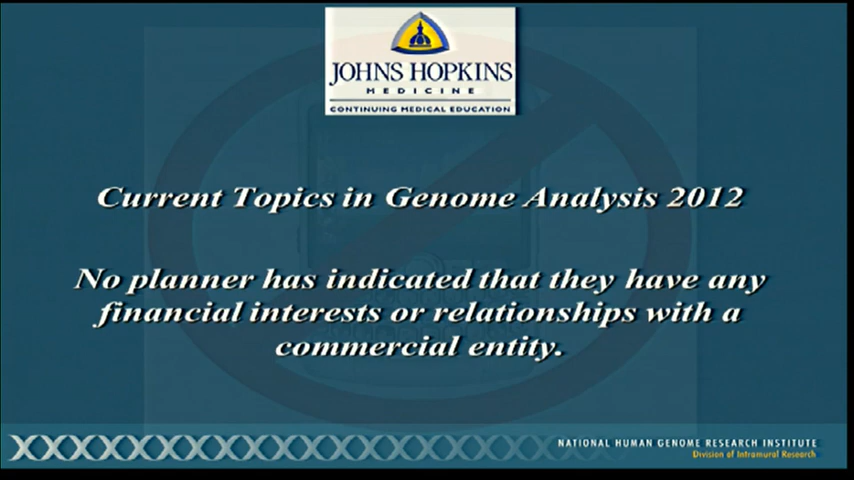 JOHNS HOPKINS
MEDICINE
CONTINUING MEDICAL EDUCATION
Current Topics in Genome Analysis 2012
No planner has indicated that they have any
financial interests or relationships with a
commercial entity.
NATIONAL HUMAN GENOME RESEARCH INSTITUTE
Division of Intramural Research